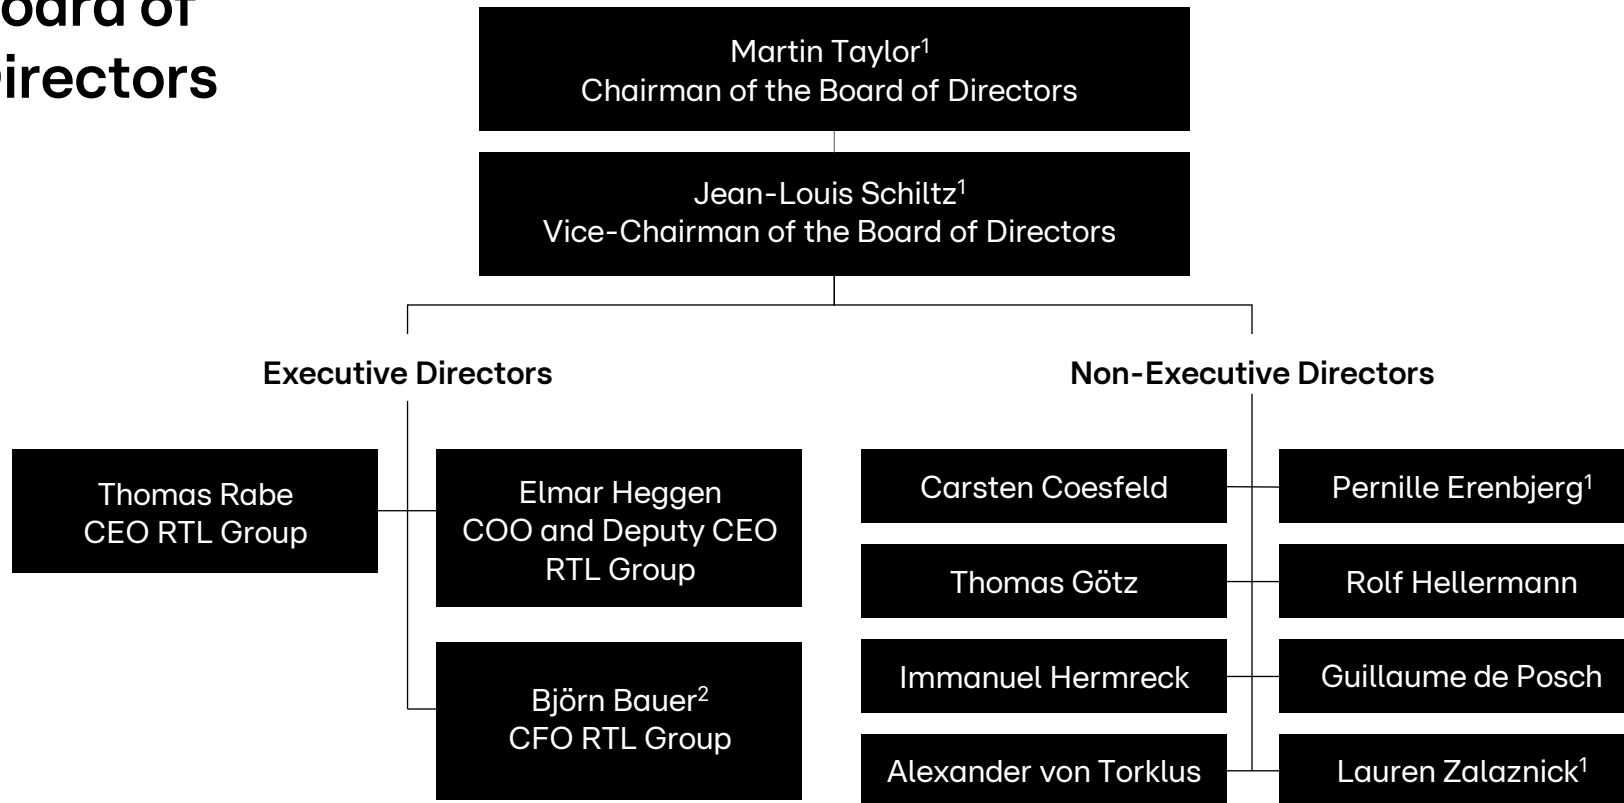 oard of
irectors
Martin Taylor¹
Chairman of the Board of Directors
Jean-Louis Schiltz¹
Vice-Chairman of the Board of Directors
Executive Directors
Thomas Rabe
CEO RTL Group
Elmar Heggen
COO and Deputy CEO
RTL Group
Björn Bauer²
CFO RTL Group
Non-Executive Directors
Carsten Coesfeld
Pernille Erenbjerg¹
Thomas Götz
Rolf Hellermann
Immanuel Hermreck
Guillaume de Posch
Alexander von Torklus
Lauren Zalaznick¹